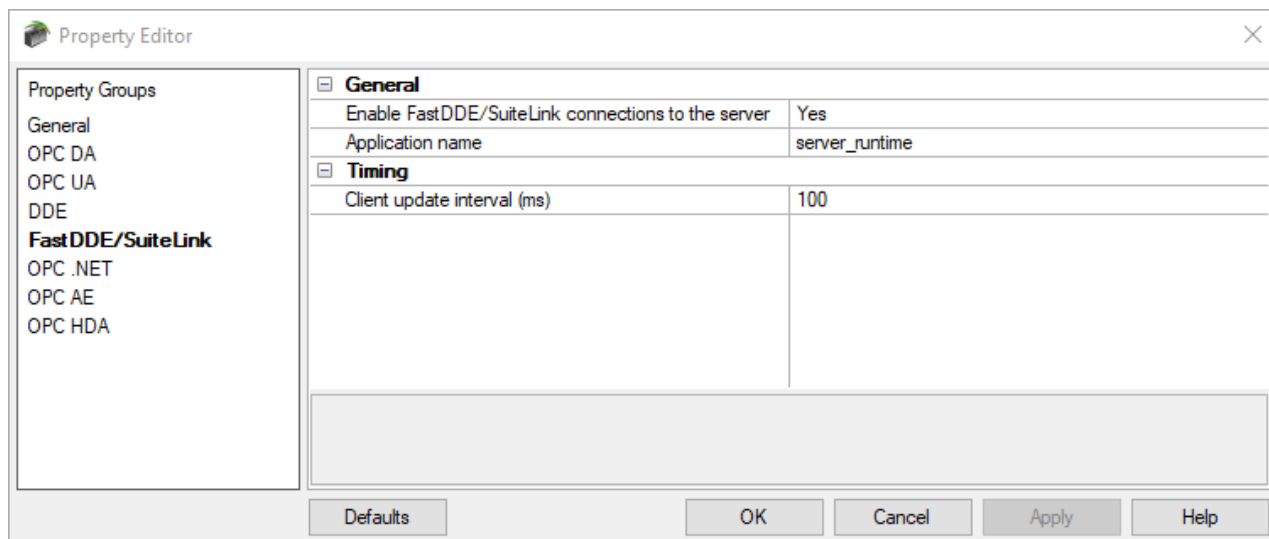 Property Editor
Property Groups
General
OPC DA
OPC UA
DDE
FastDDE/SuiteLink
OPC .NET
OPC AE
OPC HDA
General
Enable FastDDE/SuiteLink connections to the server Yes
Application name server_runtime
Timing
Client update interval (ms) 100
Defaults OK Cancel Apply Help